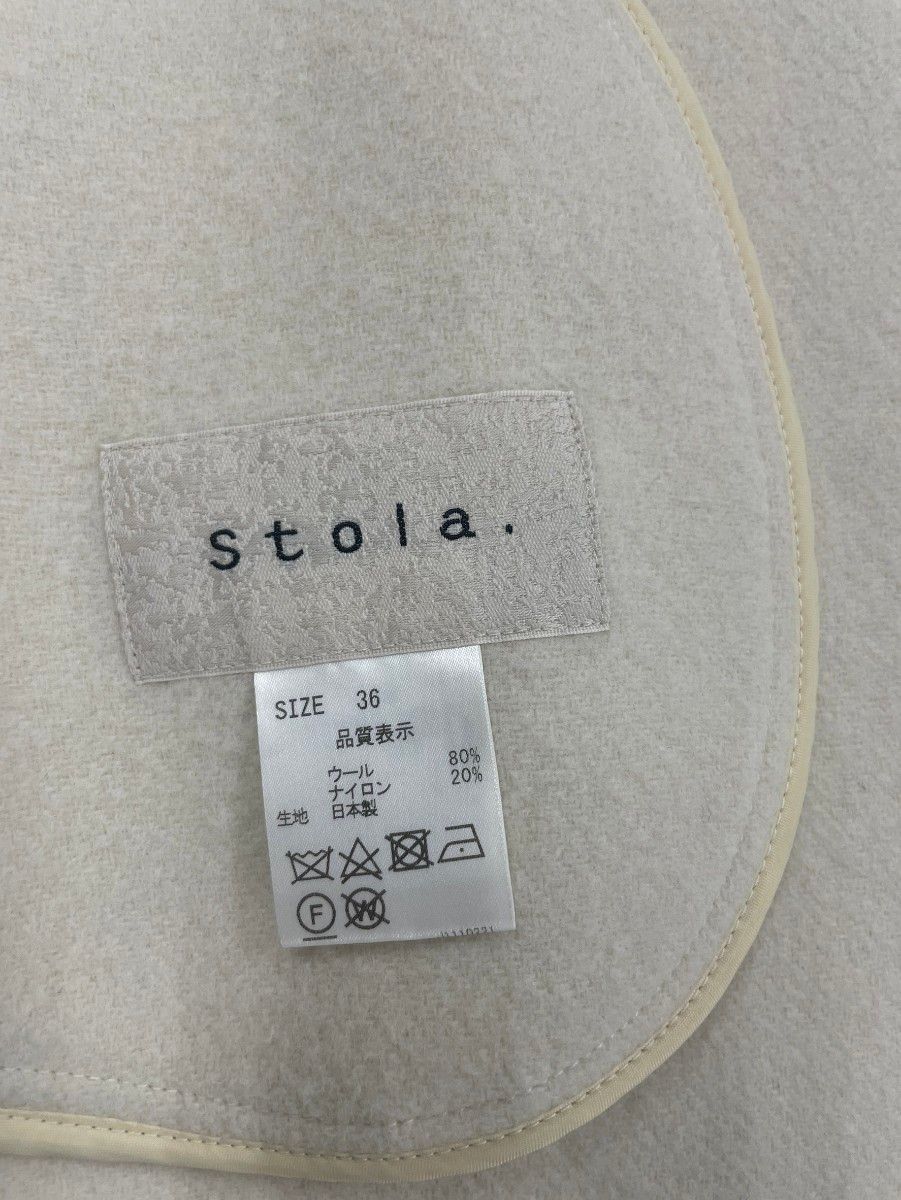 stola.
SIZE 36
品質表示
ウール 80%
ナイロン 20%
生地 日本製
F W